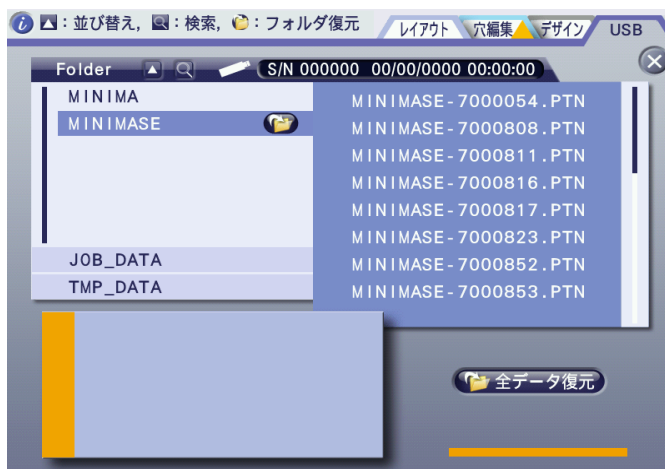 ▲：並び替え, 🔍：検索, ：フォルダ復元
レイアウト 穴編集 デザイン USB
Folder S/N 000000 00/00/0000 00:00:00
MINIMA
MINIMASE
JOB_DATA
TMP_DATA
MINIMASE-7000054.PTN
MINIMASE-7000808.PTN
MINIMASE-7000811.PTN
MINIMASE-7000816.PTN
MINIMASE-7000817.PTN
MINIMASE-7000823.PTN
MINIMASE-7000852.PTN
MINIMASE-7000853.PTN
全データ復元